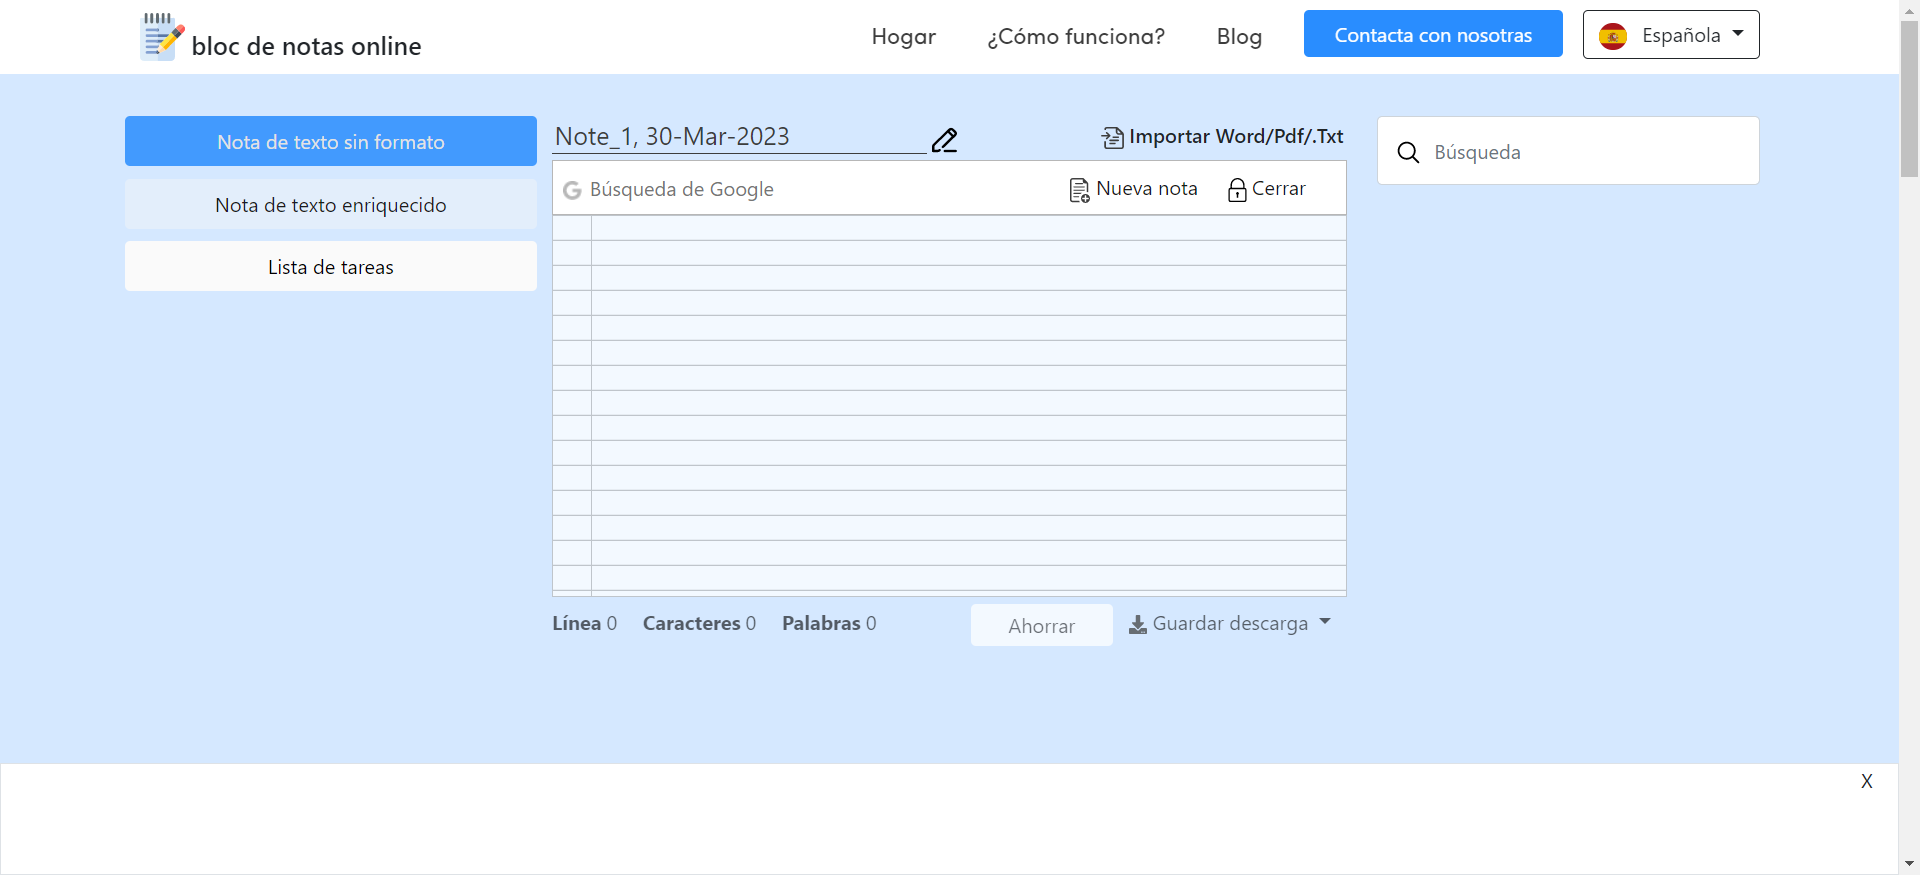 bloc de notas online
Hogar
¿Cómo funciona?
Blog
Contacta con nosotras
Española
Nota de texto sin formato
Nota de texto enriquecido
Lista de tareas
Note_1, 30-Mar-2023
Importar Word/Pdf/.Txt
Búsqueda de Google
Nueva nota
Cerrar
Línea 0
Caracteres 0
Palabras 0
Ahorrar
Guardar descarga
Búsqueda
X